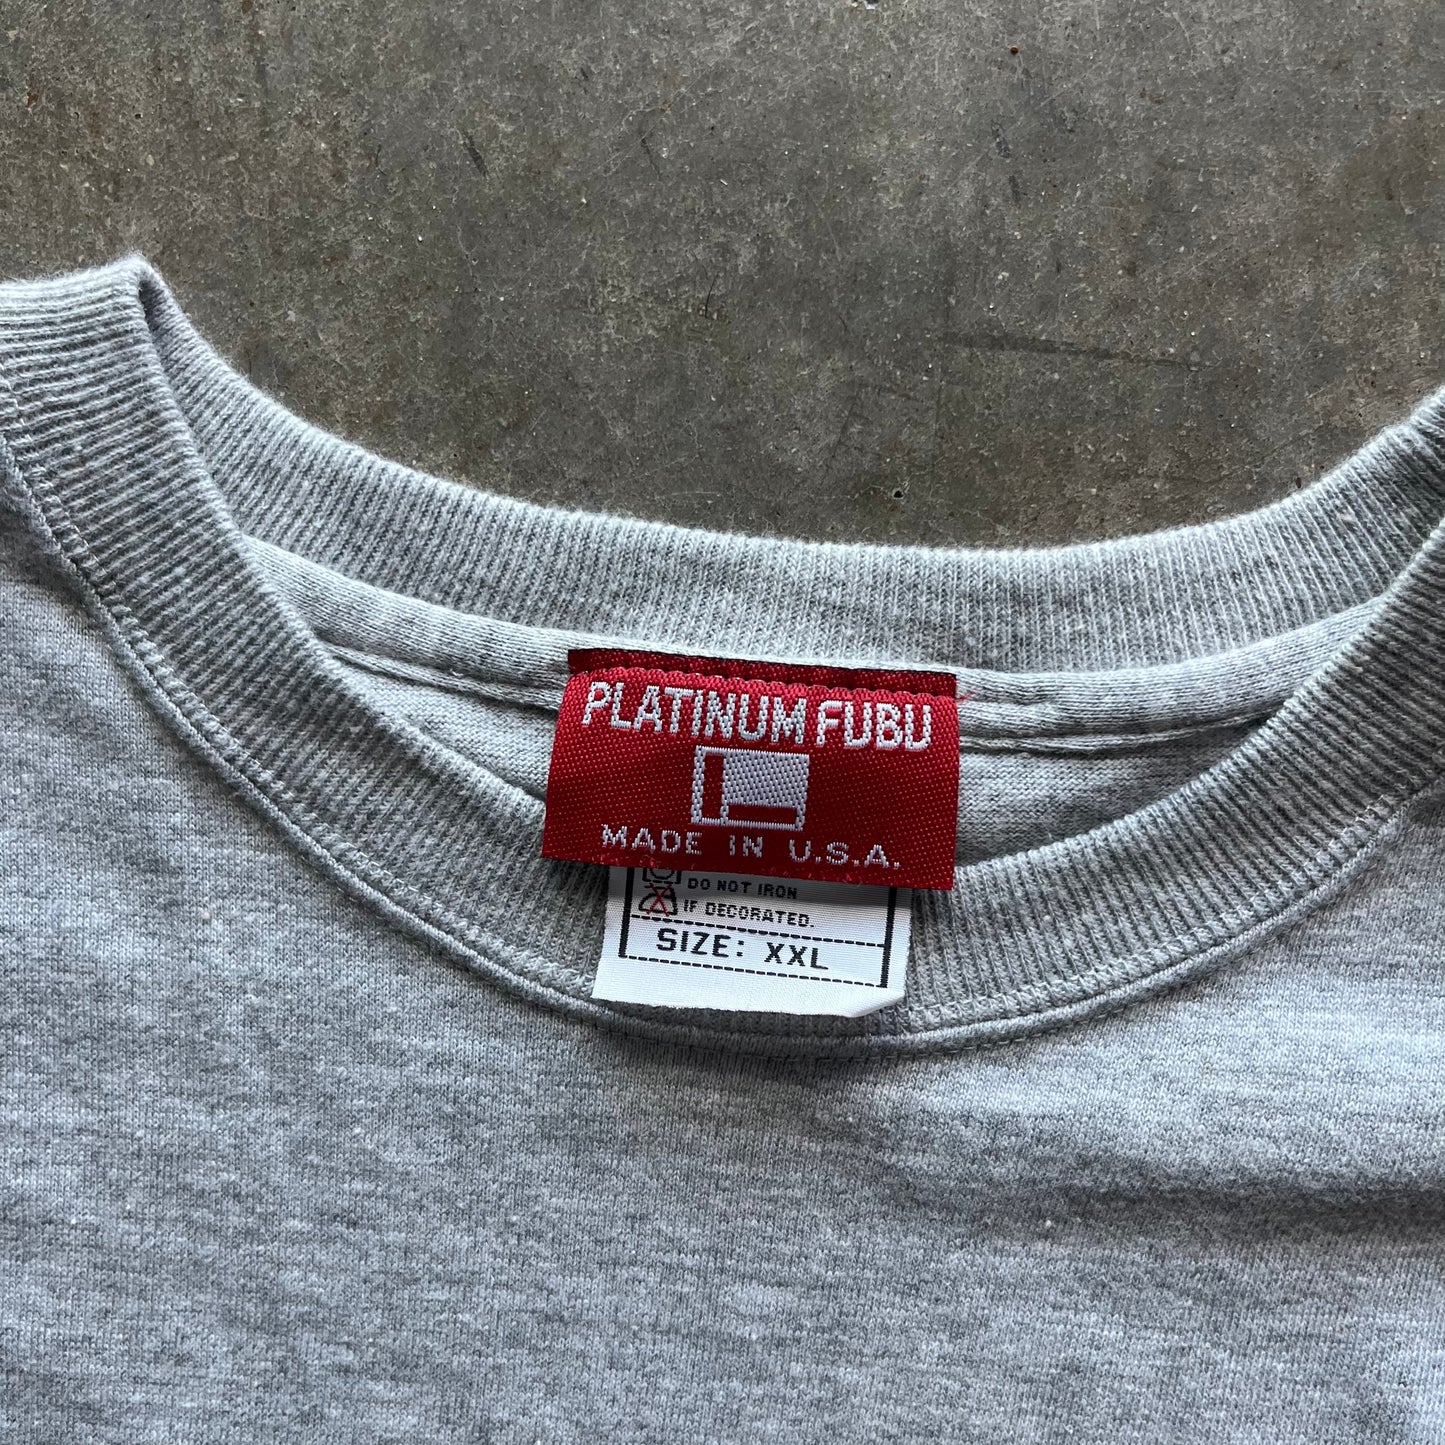 PLATINUM FUBU
MADE IN U.S.A.
DO NOT IRON
IF DECORATED.
SIZE: XXL